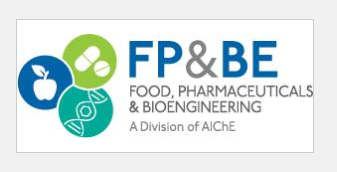 FP&BE
FOOD, PHARMACEUTICALS
& BIOENGINEERING
A Division of AIChE